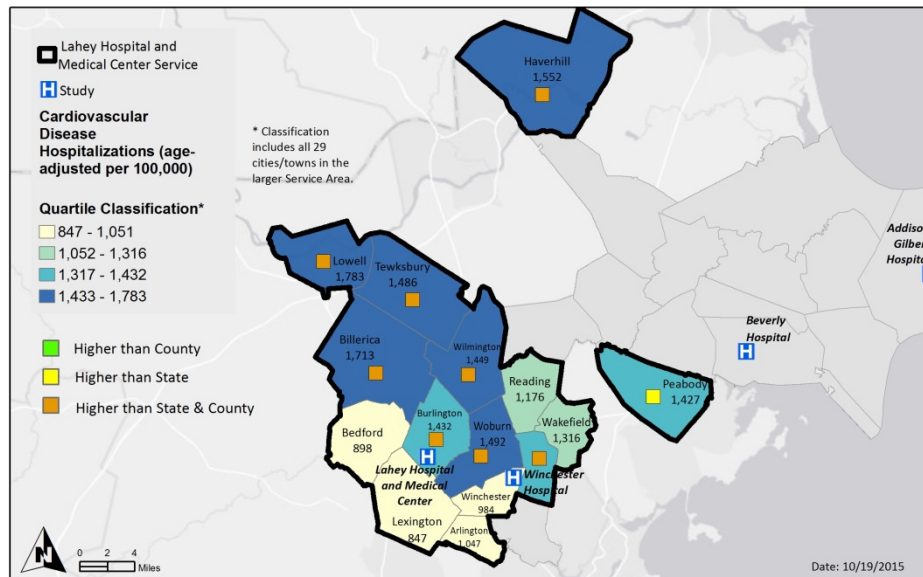 Lahey Hospital and
Medical Center Service
H Study
Cardiovascular
Disease
Hospitalizations (age-
adjusted per 100,000)
* Classification
includes all 29
cities/towns in the
larger Service Area.
Quartile Classification*
847 - 1,051
1,052 - 1,316
1,317 - 1,432
1,433 - 1,783
Higher than County
Higher than State
Higher than State & County
Haverhill
1,552
Lowell
1,783
Tewksbury
1,486
Billerica
1,713
Wilmington
1,449
Reading
1,176
Wakefield
1,316
Peabody
1,427
Burlington
1,432
Woburn
1,492
Bedford
898
H
Lahey Hospital
and Medical
Center
H
Winchester
Hospital
Winchester
984
Lexington
847
Arlington
1,047
Beverly
Hospital
H
Addiso
Gilber
Hospita
N
0 2 4
Miles
Date: 10/19/2015